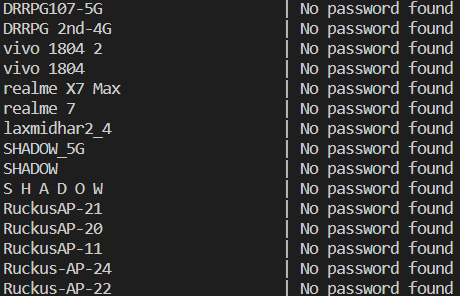 DRRPG107-5G | No password found
DRRPG 2nd-4G | No password found
vivo 1804 2 | No password found
vivo 1804 | No password found
realme X7 Max | No password found
realme 7 | No password found
laxmidhar2_4 | No password found
SHADOW_5G | No password found
SHADOW | No password found
S H A D O W | No password found
RuckusAP-21 | No password found
RuckusAP-20 | No password found
RuckusAP-11 | No password found
Ruckus-AP-24 | No password found
Ruckus-AP-22 | No password found